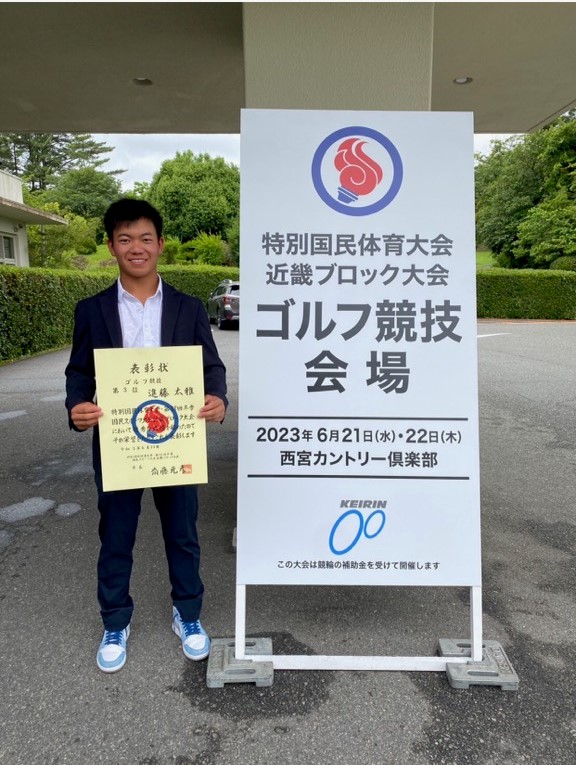 表彰状
ゴルフ競技
第3位 進藤 太雅
特別国民体育大会
近畿ブロック大会
ゴルフ競技
会場
2023年6月21日(水)・22日(木)
西宮カントリー倶楽部
KEIRIN
この大会は競輪の補助金を受けて開催します